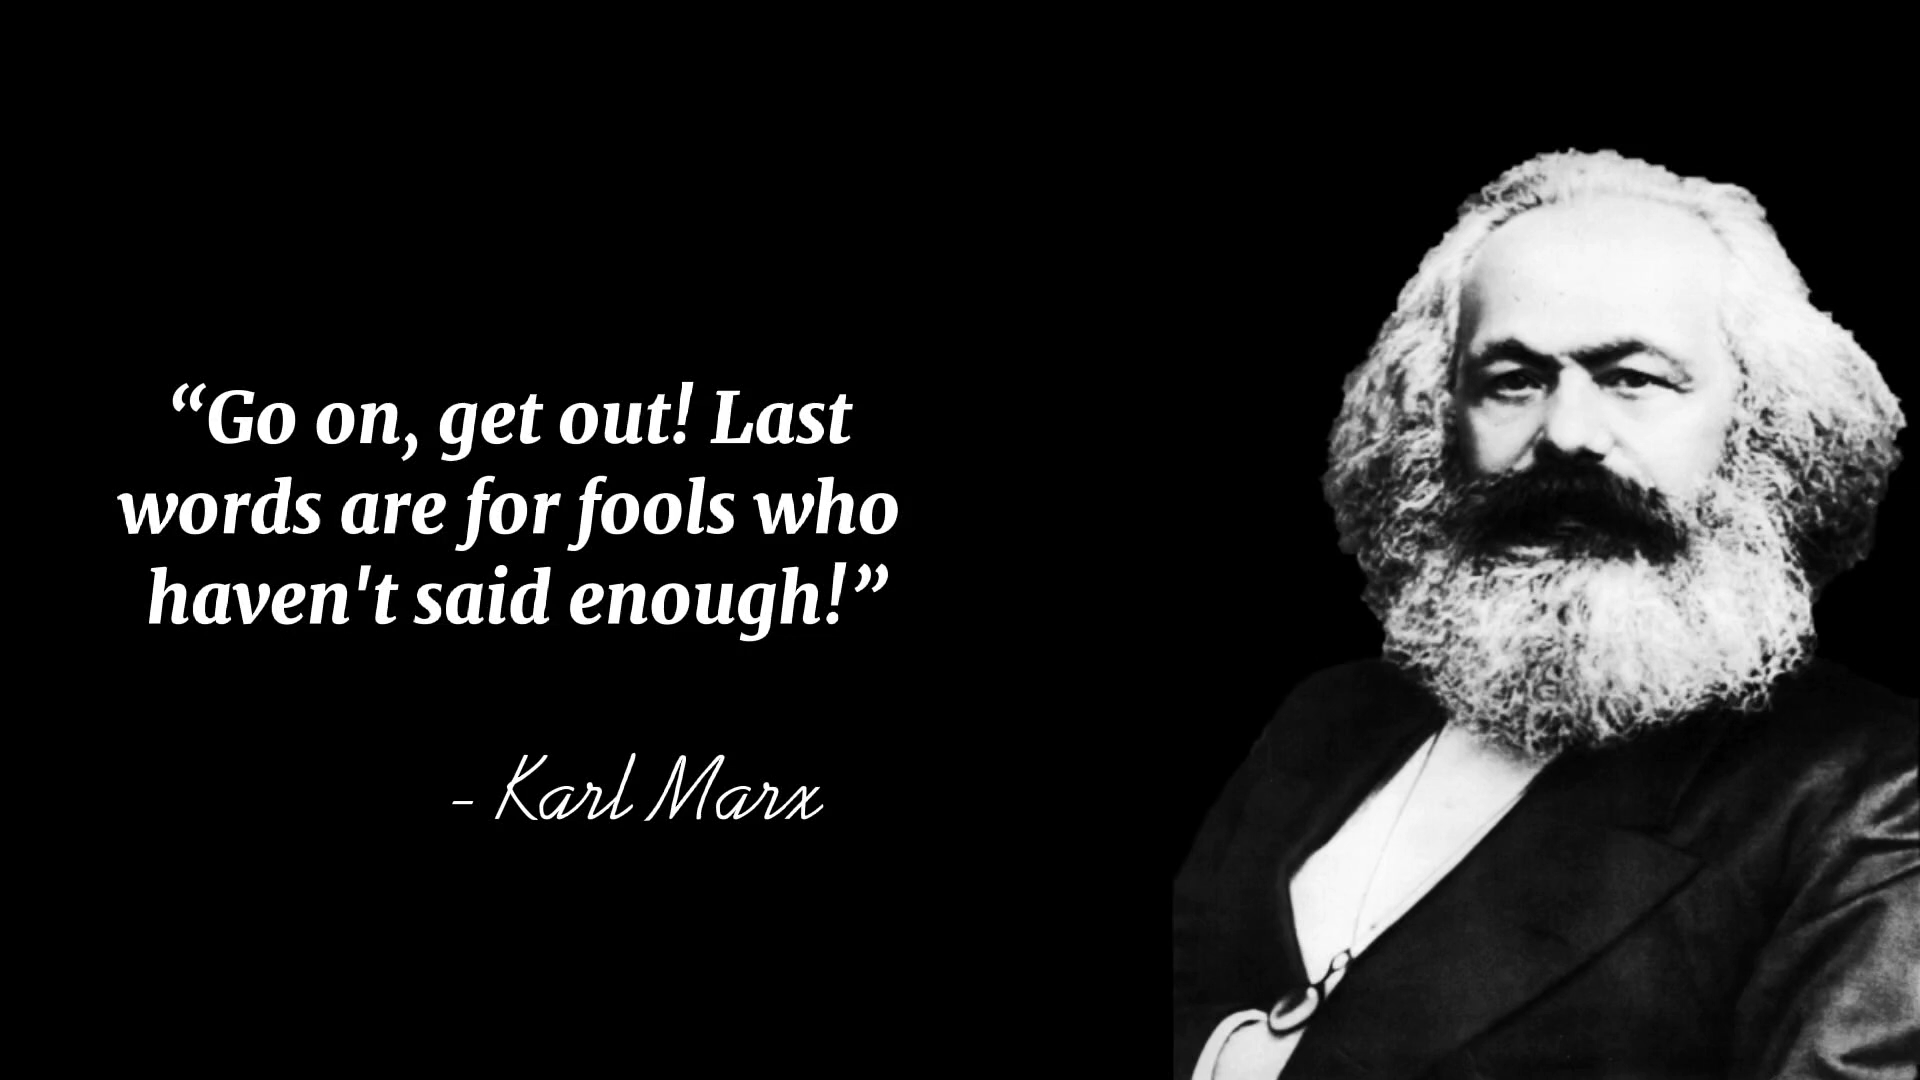 “Go on, get out! Last
words are for fools who
haven't said enough!”
- Karl Marx